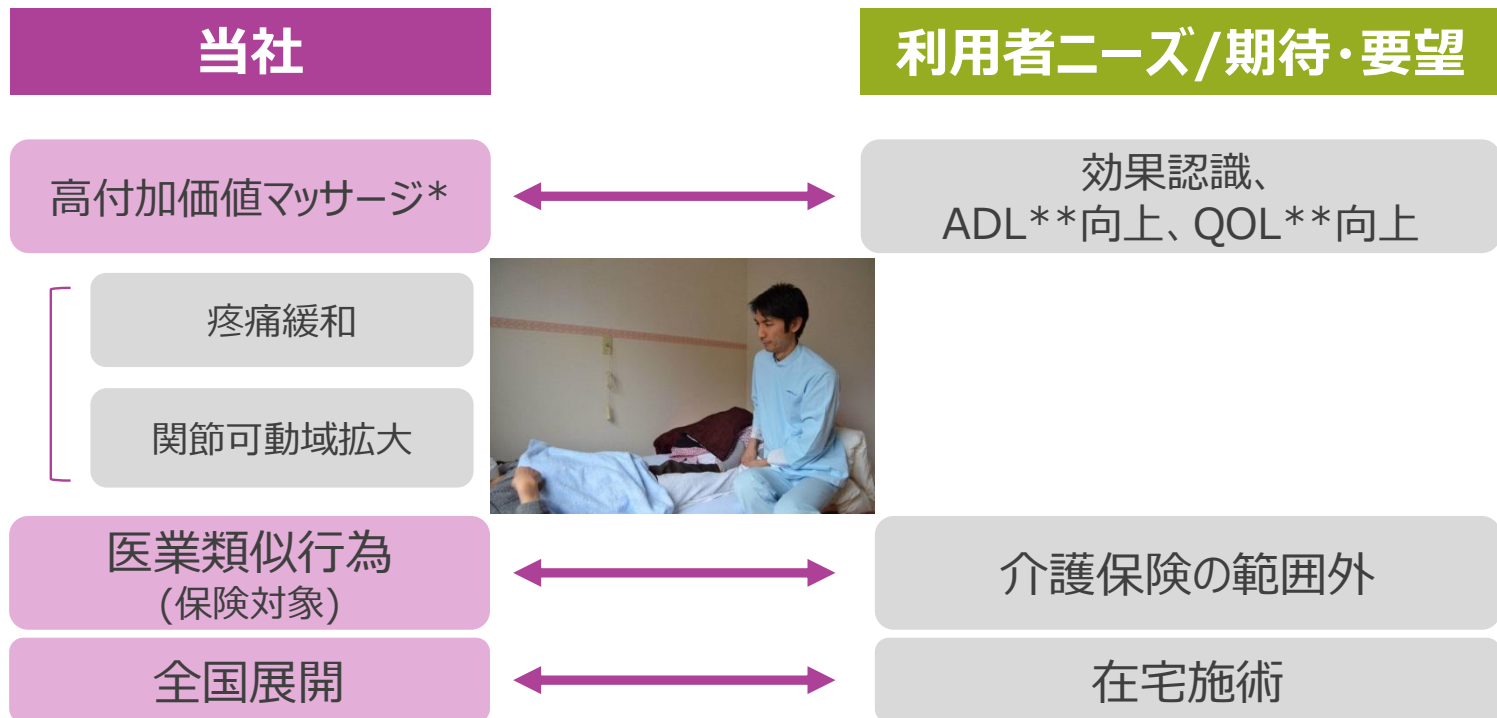 当社
利用者ニーズ/期待・要望
高付加価値マッサージ*
効果認識、
ADL**向上、QOL**向上
疼痛緩和
関節可動域拡大
医業類似行為
(保険対象)
介護保険の範囲外
全国展開
在宅施術